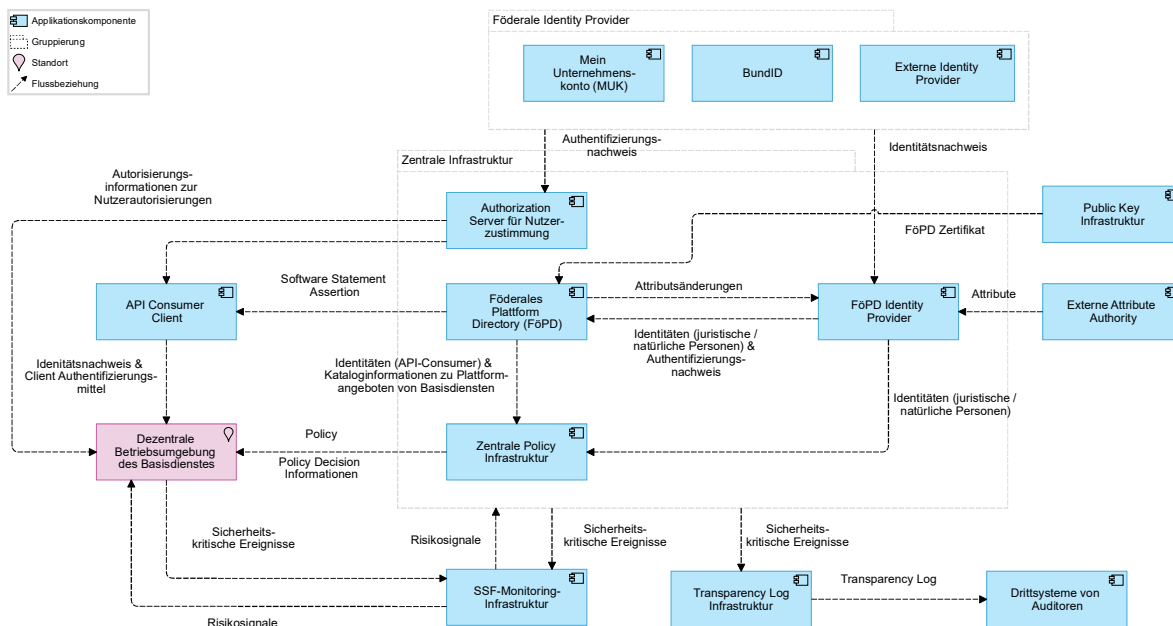 Applikationskomponente
Gruppierung
Standort
Flussbeziehung
Föderale Identity Provider
Mein
Unternehmens-
konto (MUK)
BundID
Externe Identity
Provider
Authentifizierungs-
nachweis
Identitätsnachweis
Zentrale Infrastruktur
Autorisierungs-
informationen zur
Nutzerautorisierungen
Authorization
Server für Nutzer-
zustimmung
Public Key
Infrastruktur
FöPD Zertifikat
Software Statement
Assertion
Attributsänderungen
Attribute
API Consumer
Client
Föderales
Plattform
Directory (FöPD)
FöPD Identity
Provider
Externe Attribute
Authority
Identitäten (juristische /
natürliche Personen) &
Authentifizierungs-
nachweis
Idenitätsnachweis &
Client Authentifizierungs-
mittel
Identitäten (API-Consumer) &
Kataloginformationen zu Plattform-
angeboten von Basisdiensten
Identitäten (juristische /
natürliche Personen)
Dezentrale
Betriebsumgebung
des Basisdienstes
Policy
Policy Decision
Informationen
Zentrale Policy
Infrastruktur
Sicherheits-
kritische Ereignisse
Risikosignale
Sicherheits-
kritische Ereignisse
Sicherheits-
kritische Ereignisse
SSF-Monitoring-
Infrastruktur
Transparency Log
Infrastruktur
Transparency Log
Drittsysteme von
Auditoren
Risikosignale